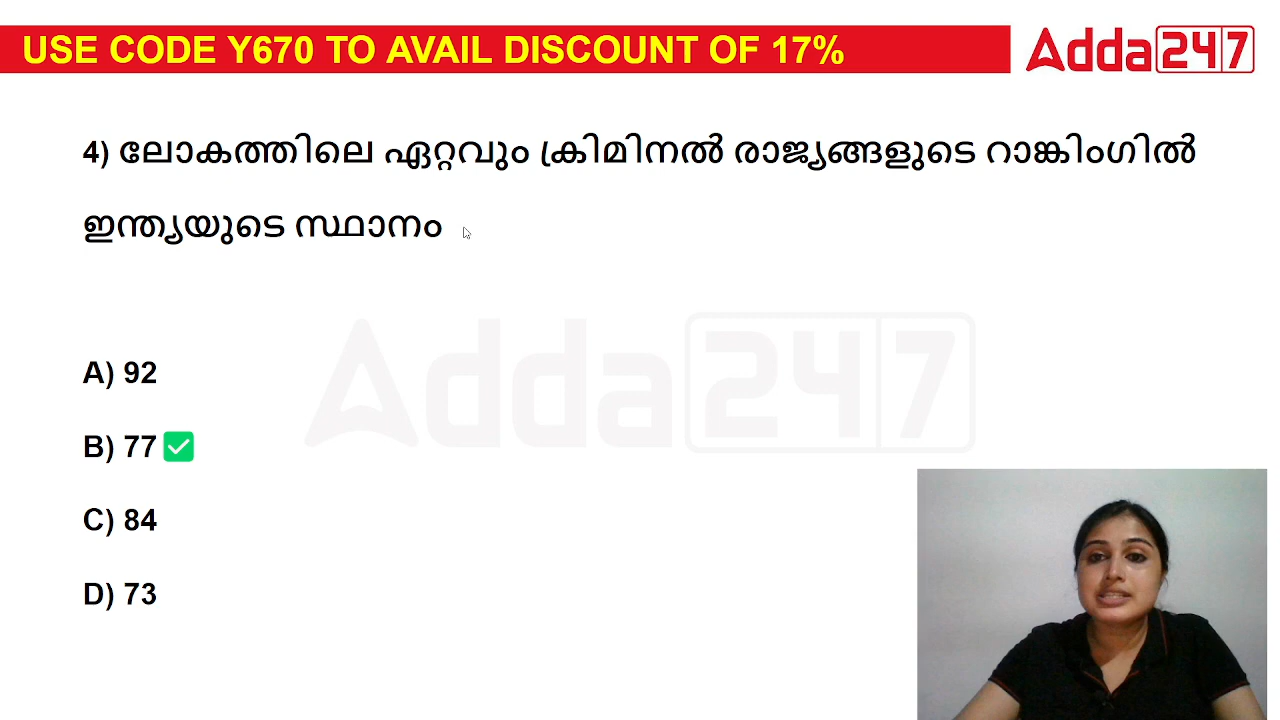 USE CODE Y670 TO AVAIL DISCOUNT OF 17%
Adda247
4) ലോകത്തിലെ ഏറ്റവും ക്രിമിനൽ രാജ്യങ്ങളുടെ റാങ്കിംഗിൽ
ഇന്ത്യയുടെ സ്ഥാനം
Adda247
A) 92
B) 77 ✅
C) 84
D) 73